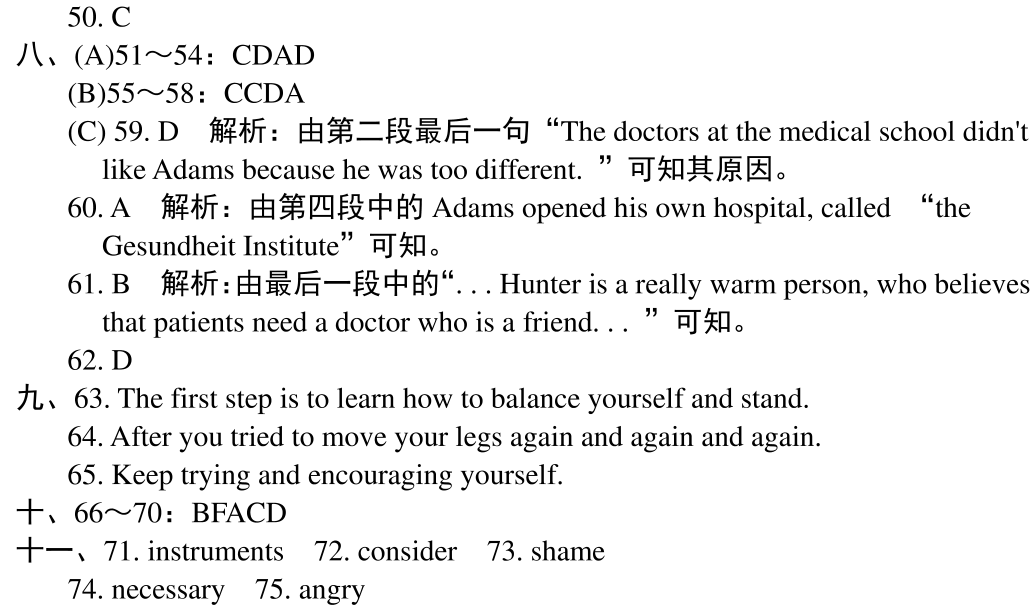 50. C
八、(A)51～54：CDAD
(B)55～58：CCDA
(C) 59. D 解析：由第二段最后一句“The doctors at the medical school didn't
like Adams because he was too different. ”可知其原因。
60. A 解析：由第四段中的 Adams opened his own hospital, called “the
Gesundheit Institute”可知。
61. B 解析：由最后一段中的“. . . Hunter is a really warm person, who believes
that patients need a doctor who is a friend. . . ”可知。
62. D
九、63. The first step is to learn how to balance yourself and stand.
64. After you tried to move your legs again and again and again.
65. Keep trying and encouraging yourself.
十、66～70：BFACD
十一、71. instruments 72. consider 73. shame
74. necessary 75. angry